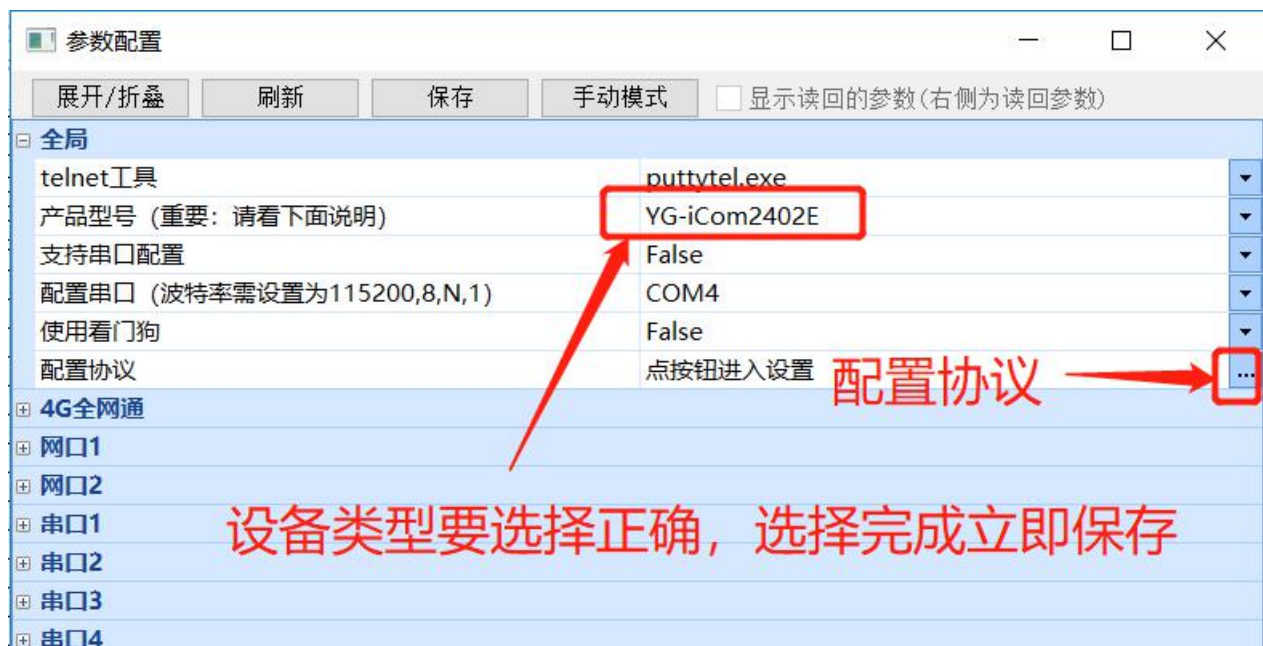 参数配置
展开/折叠 刷新 保存 手动模式 显示读回的参数(右侧为读回参数)
全局
telnet工具 puttytel.exe
产品型号（重要：请看下面说明） YG-iCom2402E
支持串口配置 False
配置串口（波特率需设置为115200,8,N,1) COM4
使用看门狗 False
配置协议 点按钮进入设置 配置协议 ...
4G全网通
网口1
网口2
串口1
设备类型要选择正确，选择完成立即保存
串口2
串口3
串口4